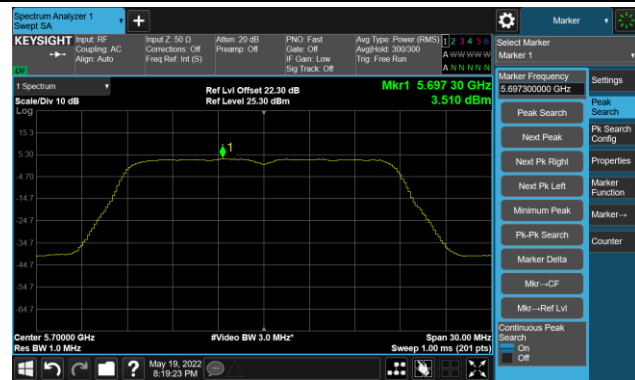 Spectrum Analyzer 1
Swept SA
Marker
KEYSIGHT
Input: RF
Coupling: AC
Align: Auto
Input Z: 50 Ω
Corrections: Off
Freq Ref: Int (S)
Atten: 20 dB
Preamp: Off
PNO: Fast
Gate: Off
IF Gain: Low
Sig Track: Off
Avg Type: Power (RMS)
Avg|Hold: 300/300
Trig: Free Run
1 2 3 4 5 6
A W W W W W
A N N N N N
Select Marker
Marker 1
1 Spectrum
Scale/Div 10 dB
Log
Ref Lvl Offset 22.30 dB
Ref Level 25.30 dBm
Mkr1 5.697 30 GHz
3.510 dBm
Marker Frequency
5.697300000 GHz
Peak Search
Next Peak
Next Pk Right
Next Pk Left
Minimum Peak
Pk-Pk Search
Marker Delta
Mkr→CF
Mkr→Ref Lvl
Continuous Peak
Search
On
Off
Settings
Peak
Search
Pk Search
Config
Properties
Marker
Function
Marker→
Counter
15.3
5.30
-4.70
-14.7
-24.7
-34.7
-44.7
-54.7
-64.7
1
Center 5.70000 GHz
Res BW 1.0 MHz
#Video BW 3.0 MHz*
Span 30.00 MHz
Sweep 1.00 ms (201 pts)
May 19, 2022
8:19:23 PM